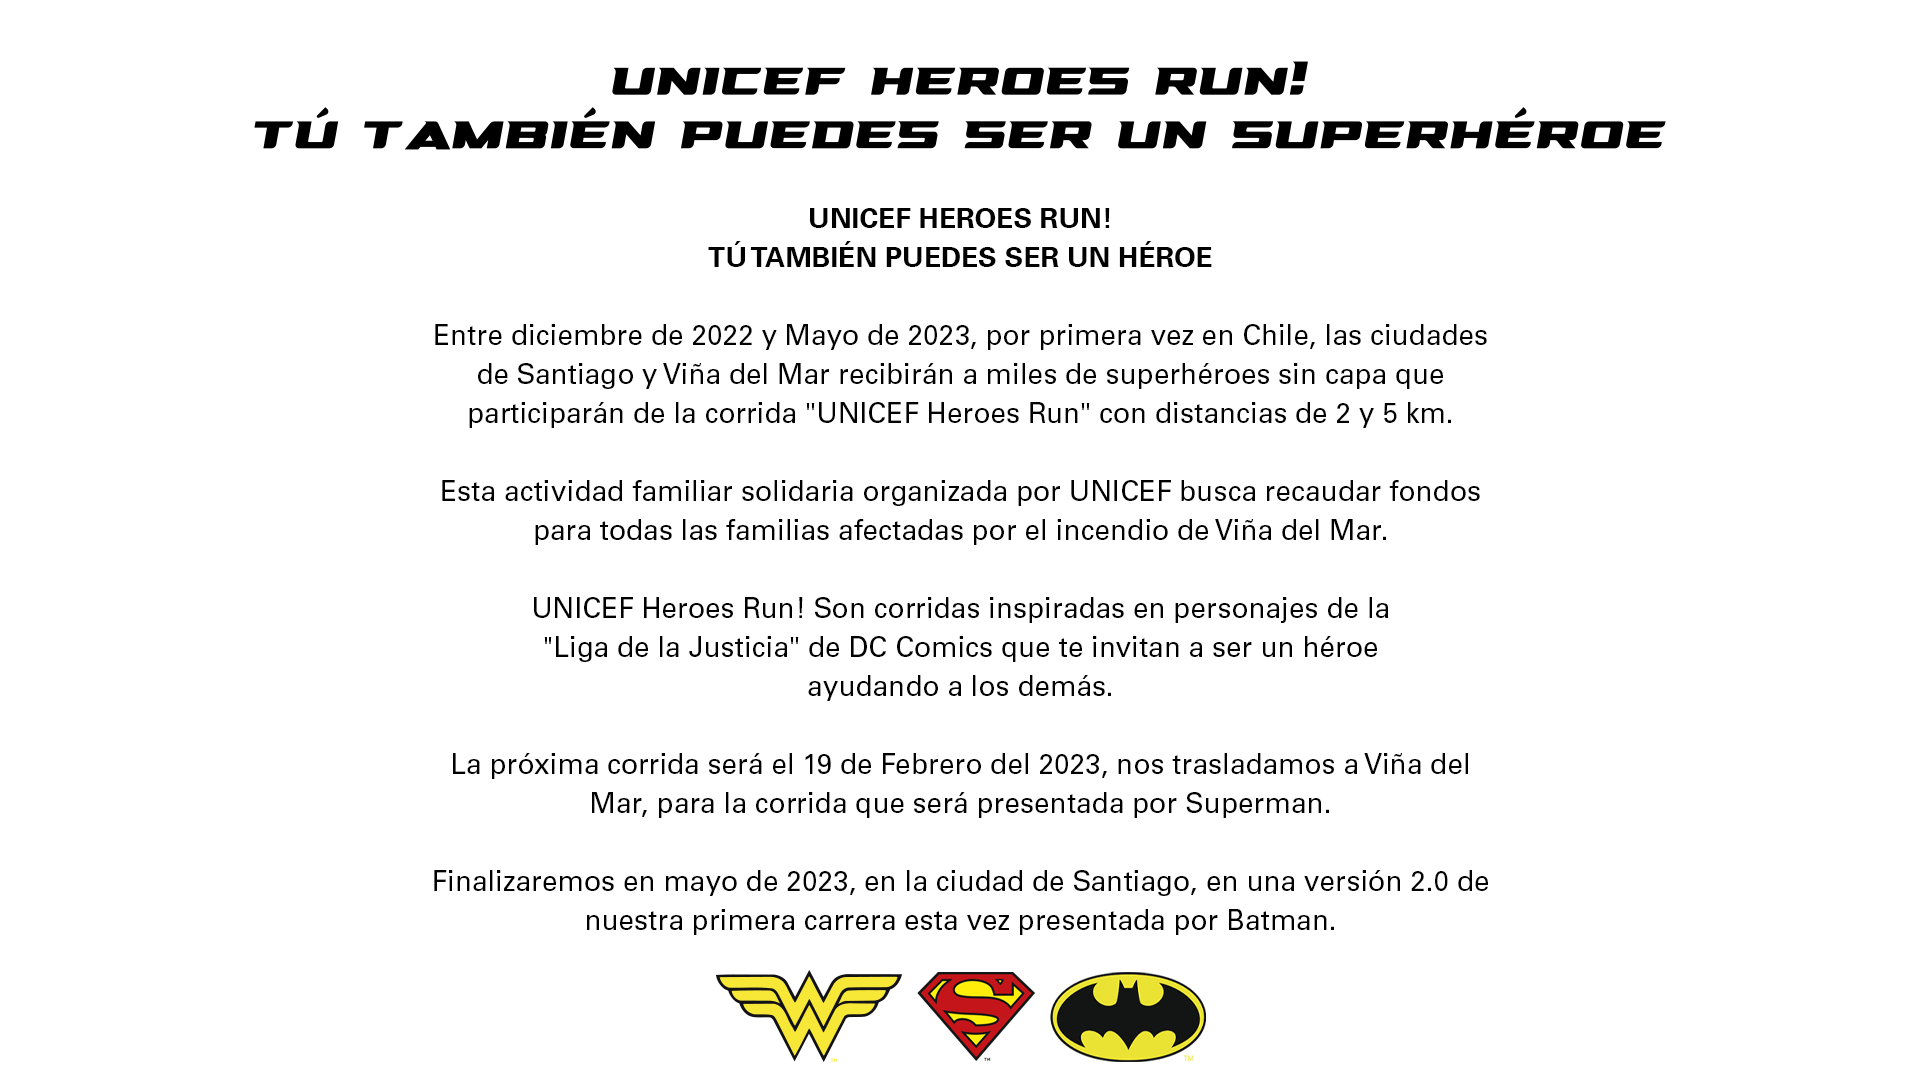 UNICEF HEROES RUN!
TÚ TAMBIÉN PUEDES SER UN SUPERHÉROE
UNICEF HEROES RUN!
TÚ TAMBIÉN PUEDES SER UN HÉROE
Entre diciembre de 2022 y Mayo de 2023, por primera vez en Chile, las ciudades
de Santiago y Viña del Mar recibirán a miles de superhéroes sin capa que
participarán de la corrida "UNICEF Heroes Run" con distancias de 2 y 5 km.
Esta actividad familiar solidaria organizada por UNICEF busca recaudar fondos
para todas las familias afectadas por el incendio de Viña del Mar.
UNICEF Heroes Run! Son corridas inspiradas en personajes de la
"Liga de la Justicia" de DC Comics que te invitan a ser un héroe
ayudando a los demás.
La próxima corrida será el 19 de Febrero del 2023, nos trasladamos a Viña del
Mar, para la corrida que será presentada por Superman.
Finalizaremos en mayo de 2023, en la ciudad de Santiago, en una versión 2.0 de
nuestra primera carrera esta vez presentada por Batman.
W S
TM TM TM